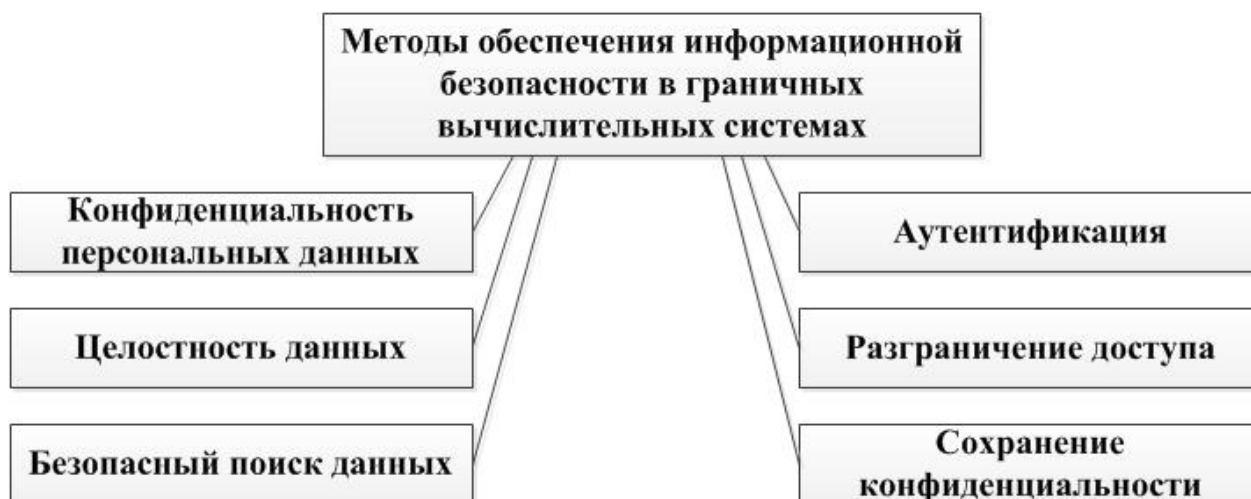 Методы обеспечения информационной
безопасности в граничных
вычислительных системах
Конфиденциальность
персональных данных
Целостность данных
Безопасный поиск данных
Аутентификация
Разграничение доступа
Сохранение
конфиденциальности